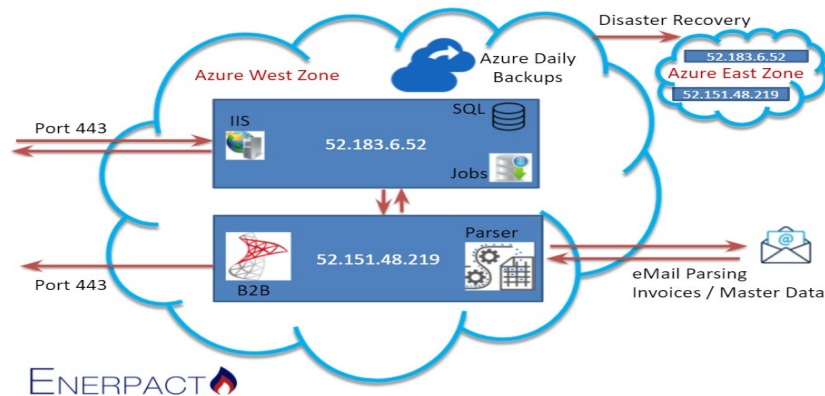 Disaster Recovery
52.183.6.52
Azure East Zone
52.151.48.219
Azure West Zone
Azure Daily
Backups
Port 443
IIS
SQL
52.183.6.52
Jobs
Parser
52.151.48.219
B2B
Port 443
@
eMail Parsing
Invoices / Master Data
ENERPACT